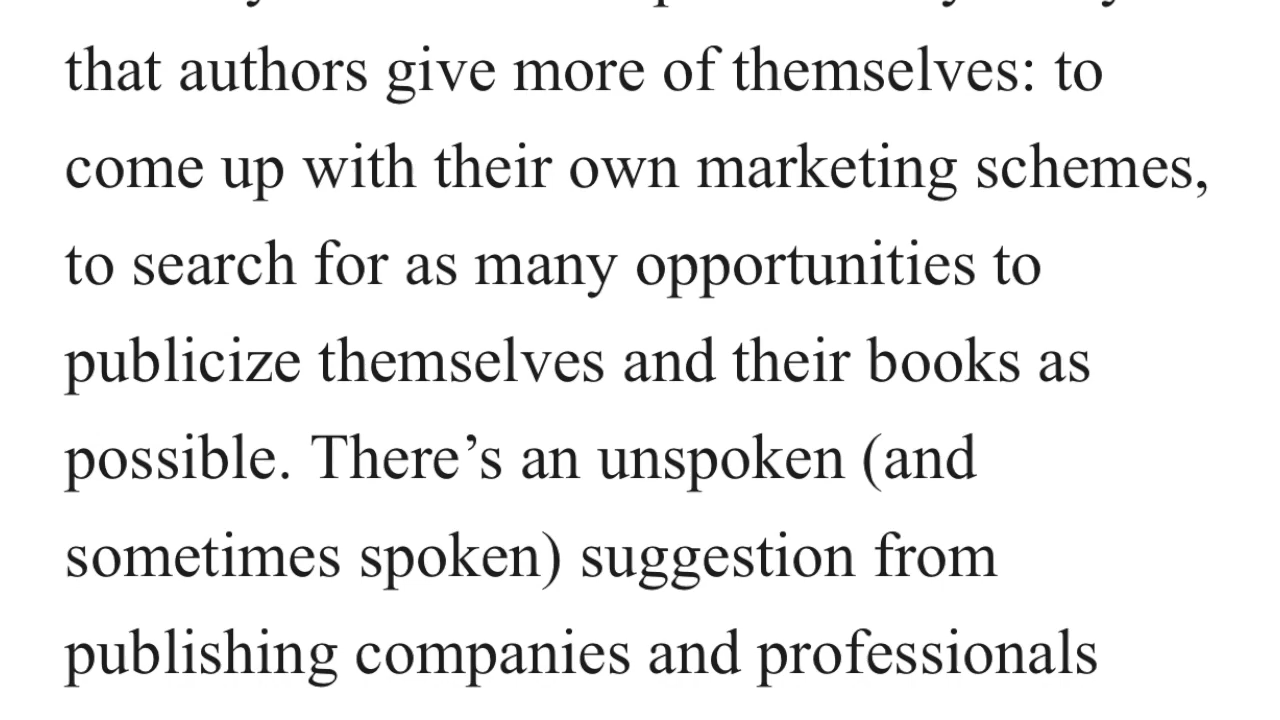 that authors give more of themselves: to
come up with their own marketing schemes,
to search for as many opportunities to
publicize themselves and their books as
possible. There’s an unspoken (and
sometimes spoken) suggestion from
publishing companies and professionals